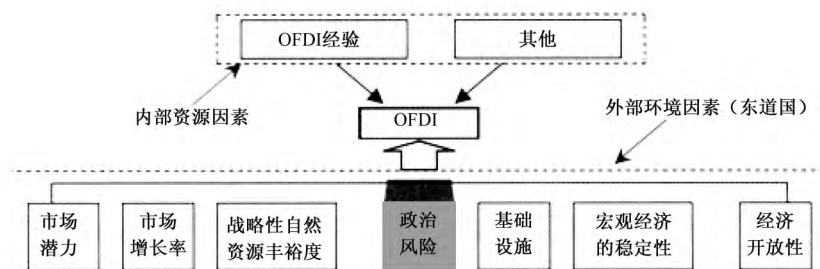 OFDI经验
其他
内部资源因素
外部环境因素（东道国）
OFDI
市场
潜力
市场
增长率
战略性自然
资源丰裕度
政治
风险
基础
设施
宏观经济
的稳定性
经济
开放性